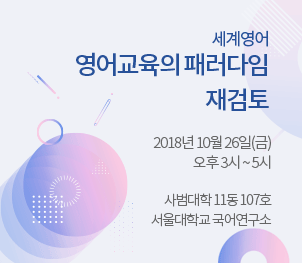 세계영어
영어교육의 패러다임
재검토
2018년 10월 26일(금)
오후 3시 ~ 5시
사범대학 11동 107호
서울대학교 국어연구소